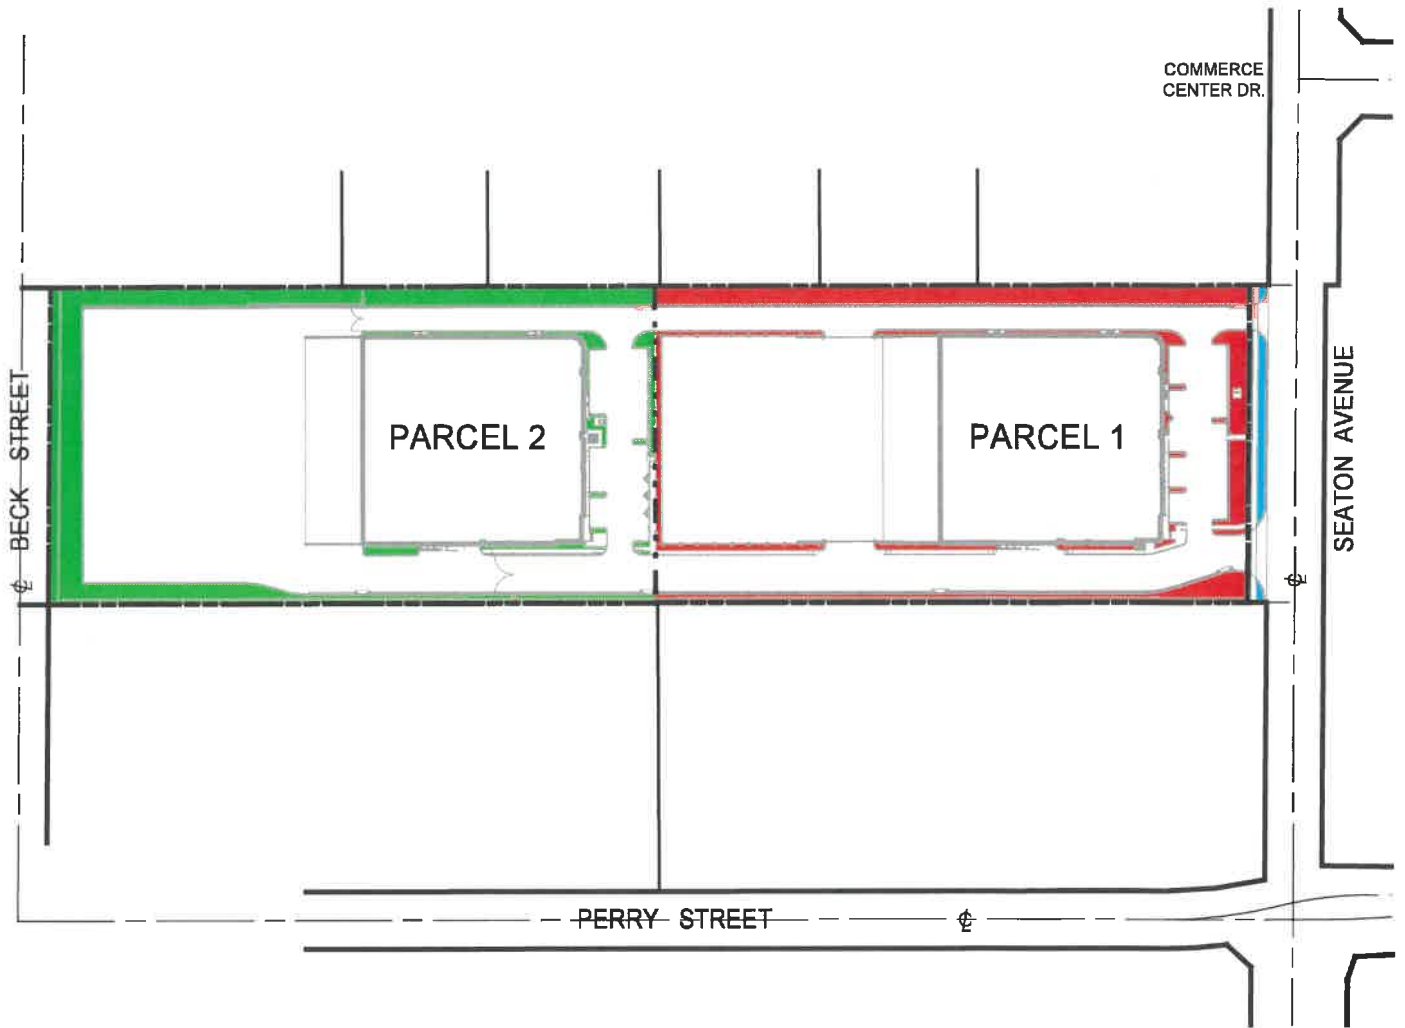 COMMERCE
CENTER DR.
PARCEL 2
PARCEL 1
BECK STREET
℄
SEATON AVENUE
℄
PERRY STREET ℄